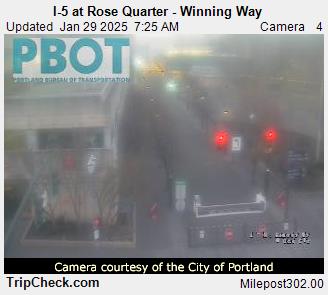 I-5 at Rose Quarter - Winning Way
Updated Jan 29 2025 7:25 AM Camera 4
PBOT
PORTLAND BUREAU OF TRANSPORTATION
Camera courtesy of the City of Portland
TripCheck.com Milepost302.00